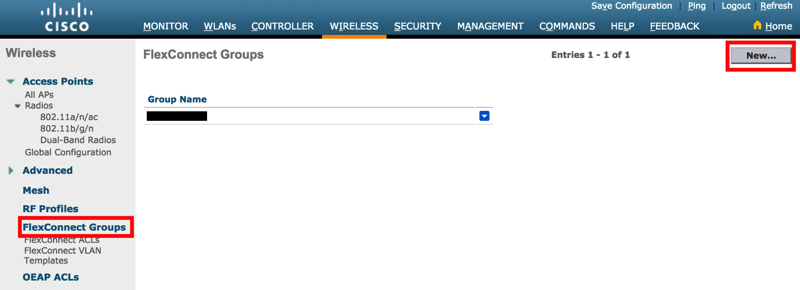 Save Configuration | Ping | Logout | Refresh
CISCO
MONITOR WLANs CONTROLLER WIRELESS SECURITY MANAGEMENT COMMANDS HELP FEEDBACK Home
Wireless
FlexConnect Groups
Entries 1 - 1 of 1
New...
Access Points
All APs
Radios
802.11a/n/ac
802.11b/g/n
Dual-Band Radios
Global Configuration
Advanced
Mesh
RF Profiles
FlexConnect Groups
FlexConnect ACLs
FlexConnect VLAN
Templates
OEAP ACLs
Group Name